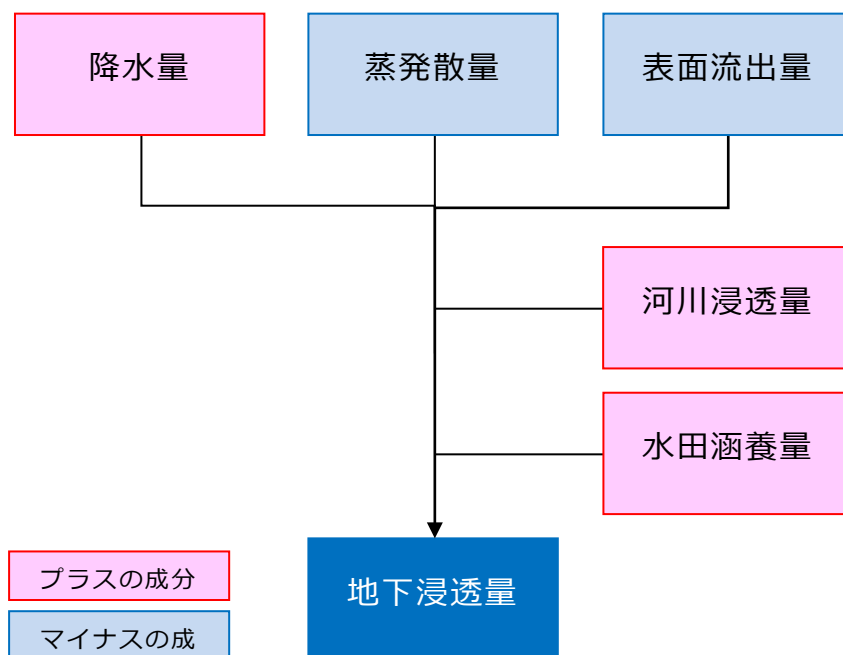 降水量
蒸発散量
表面流出量
河川浸透量
水田涵養量
地下浸透量
プラスの成分
マイナスの成